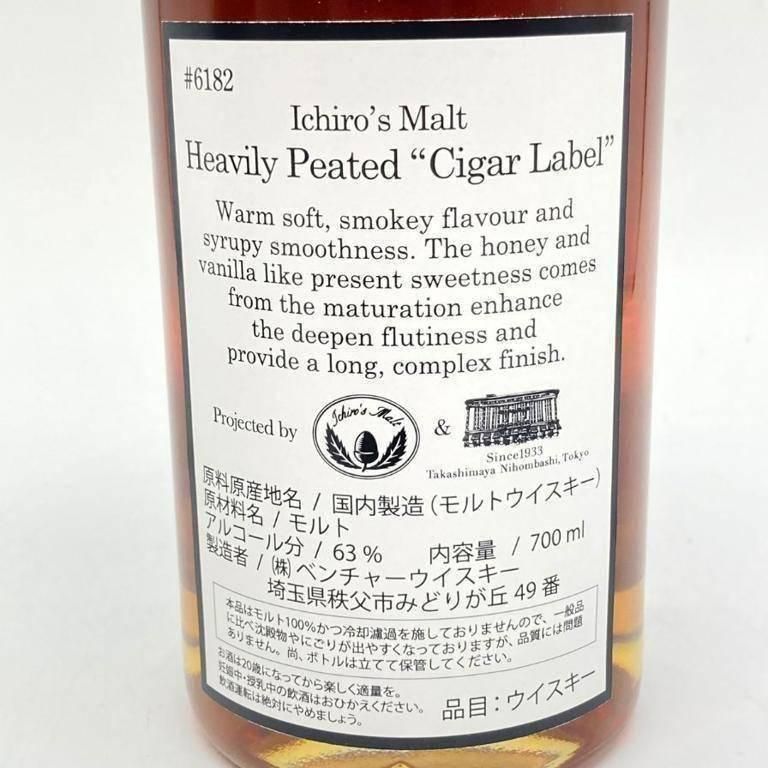 #6182
Ichiro's Malt
Heavily Peated “Cigar Label”
Warm soft, smokey flavour and
syrupy smoothness. The honey and
vanilla like present sweetness comes
from the maturation enhance
the deepen flutiness and
provide a long, complex finish.
Projected by
Ichiro's Malt
&
Since1933
Takashimaya Nihombashi, Tokyo
原料原産地名 / 国内製造（モルトウイスキー）
原材料名 / モルト
アルコール分 / 63 % 内容量 / 700 ml
製造者 / ㈱ベンチャーウイスキー
埼玉県秩父市みどりが丘 49 番
本品はモルト100%かつ冷却濾過を施しておりませんので、一般品
に比べ沈殿物やにごりが出やすくなっておりますが、品質には問題
ありません。尚、ボトルは立てて保管してください。
お酒は20歳になってから楽しく適量を。
妊娠中・授乳中の飲酒はおひかえください。
飲酒運転は絶対にやめましょう。
品目：ウイスキー